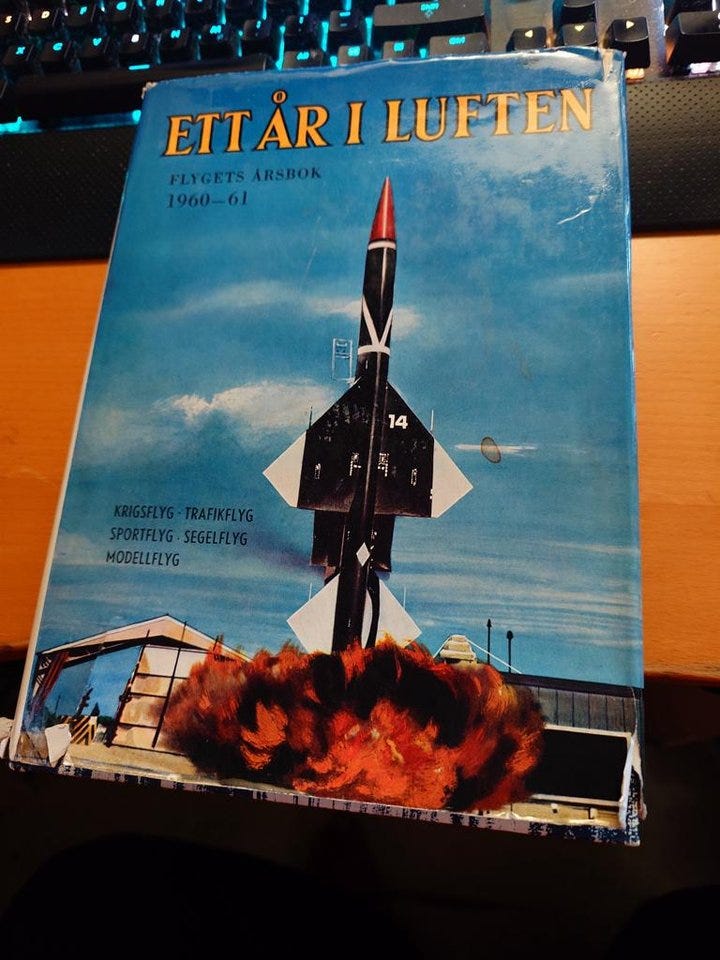 ETT ÅR I LUFTEN
FLYGETS ÅRSBOK
1960–61
14
KRIGSFLYG · TRAFIKFLYG
SPORTFLYG · SEGELFLYG
MODELLFLYG